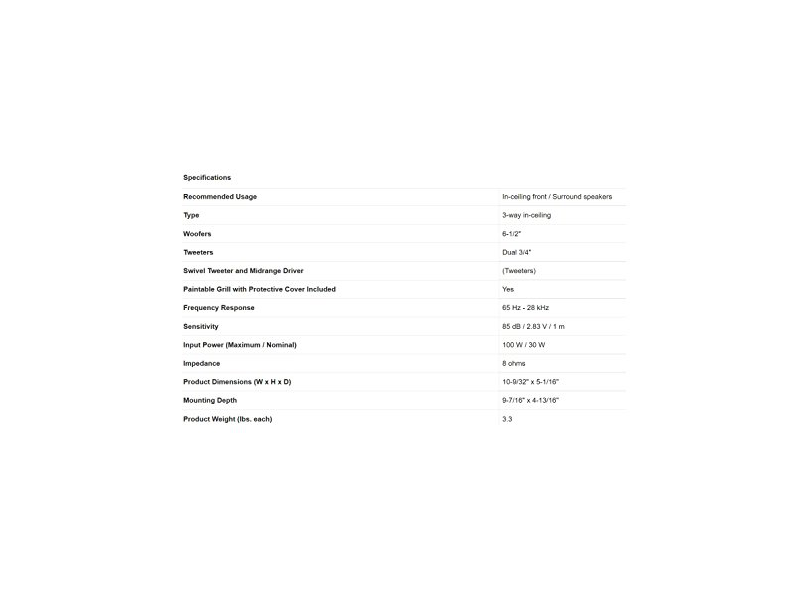 Specifications
Recommended Usage In-ceiling front / Surround speakers
Type 3-way in-ceiling
Woofers 6-1/2"
Tweeters Dual 3/4"
Swivel Tweeter and Midrange Driver (Tweeters)
Paintable Grill with Protective Cover Included Yes
Frequency Response 65 Hz - 28 kHz
Sensitivity 85 dB / 2.83 V / 1 m
Input Power (Maximum / Nominal) 100 W / 30 W
Impedance 8 ohms
Product Dimensions (W x H x D) 10-9/32" x 5-1/16"
Mounting Depth 9-7/16" x 4-13/16"
Product Weight (lbs. each) 3.3